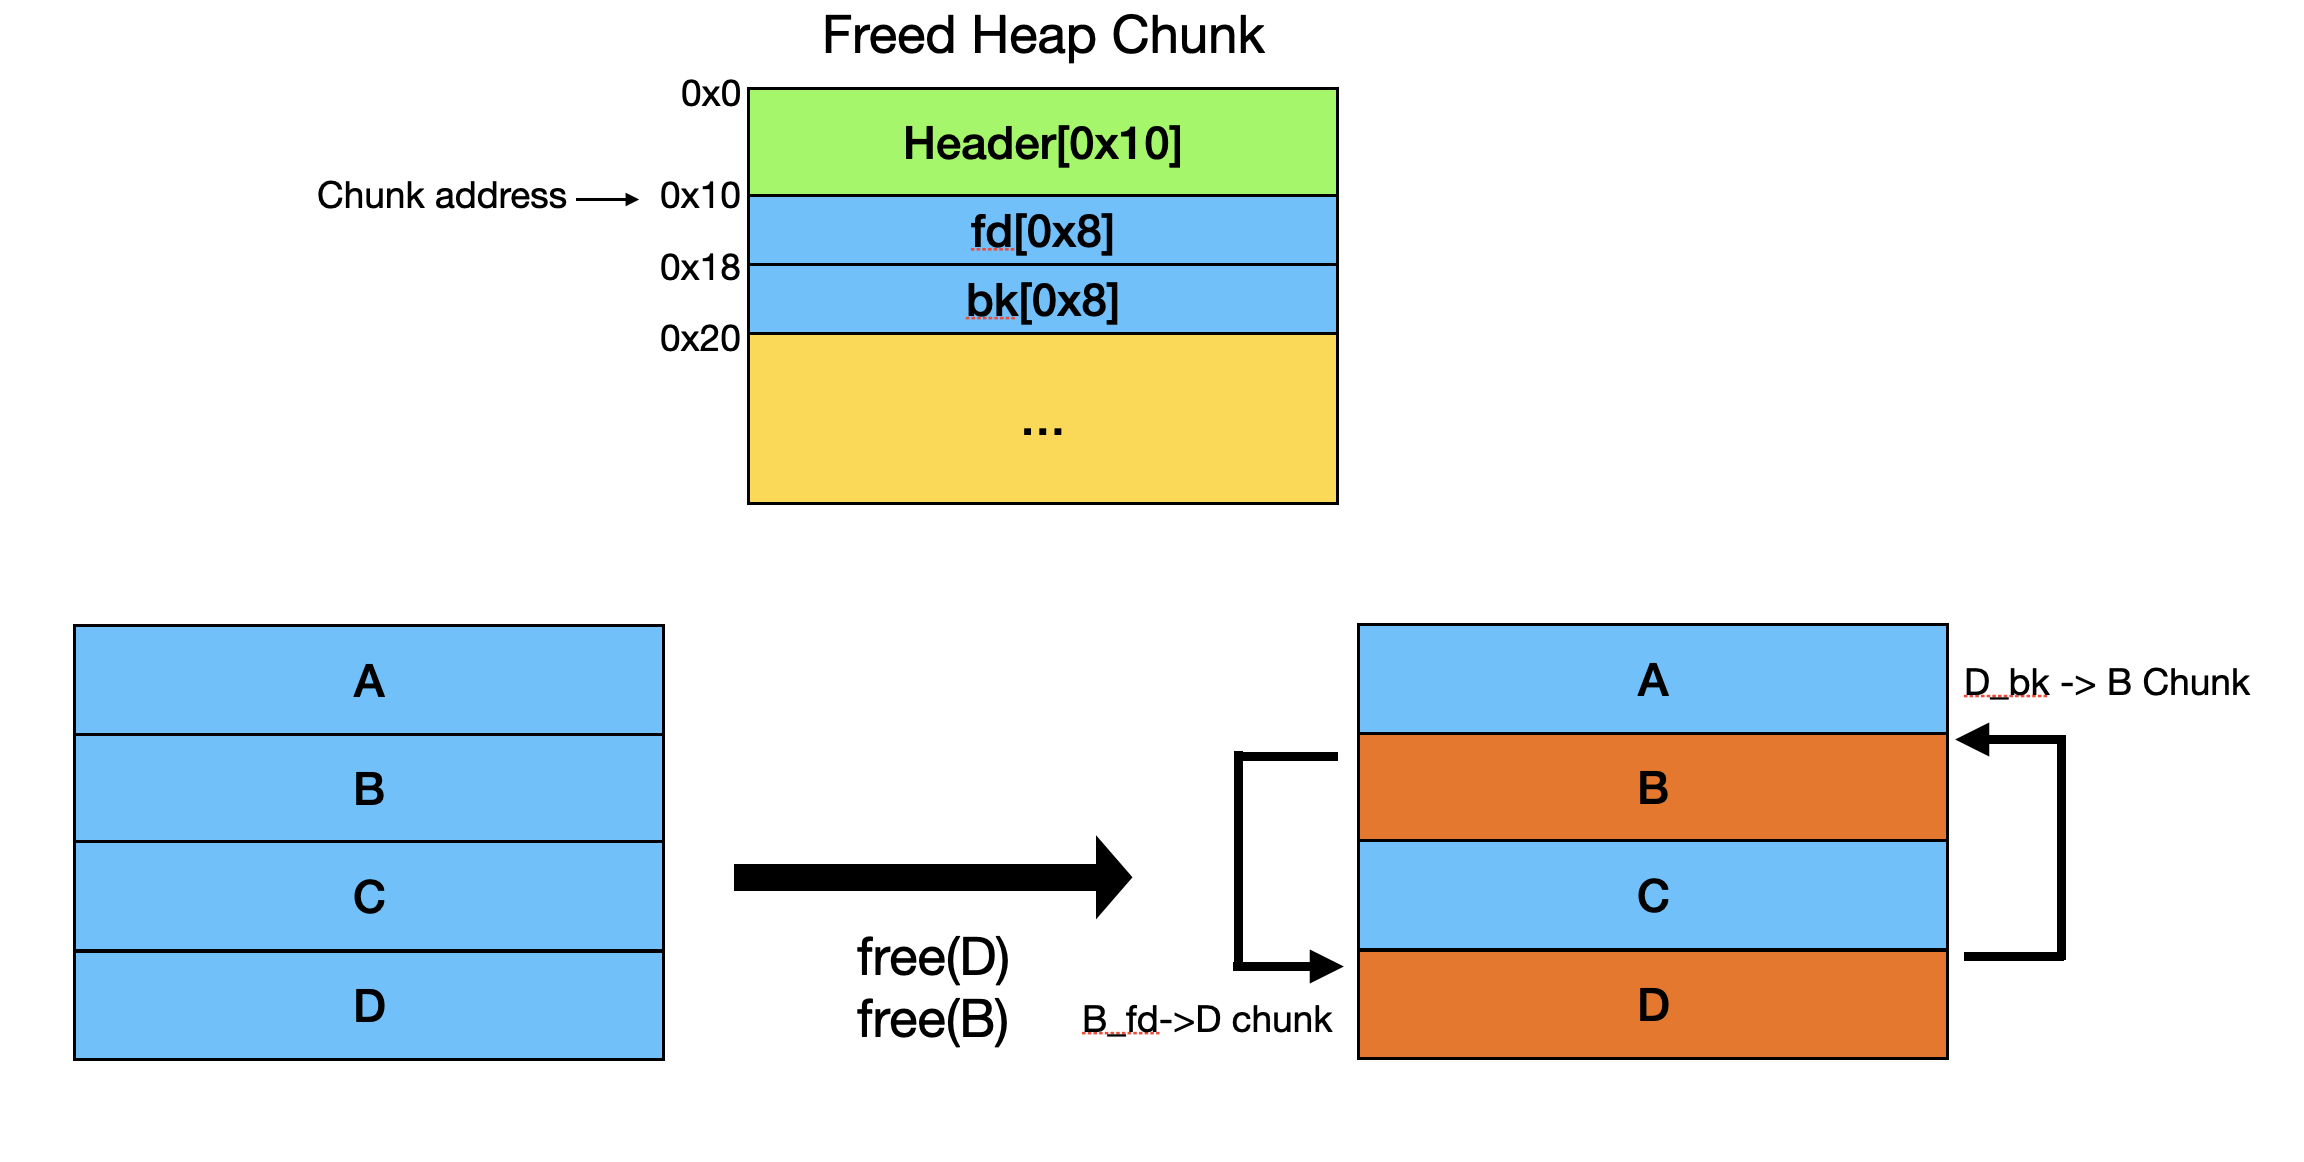 Freed Heap Chunk
0x0
Header[0x10]
Chunk address
0x10
fd[0x8]
0x18
bk[0x8]
0x20
...
A
B
C
D
free(D)
free(B)
A
B
C
D
D_bk -> B Chunk
B_fd->D chunk